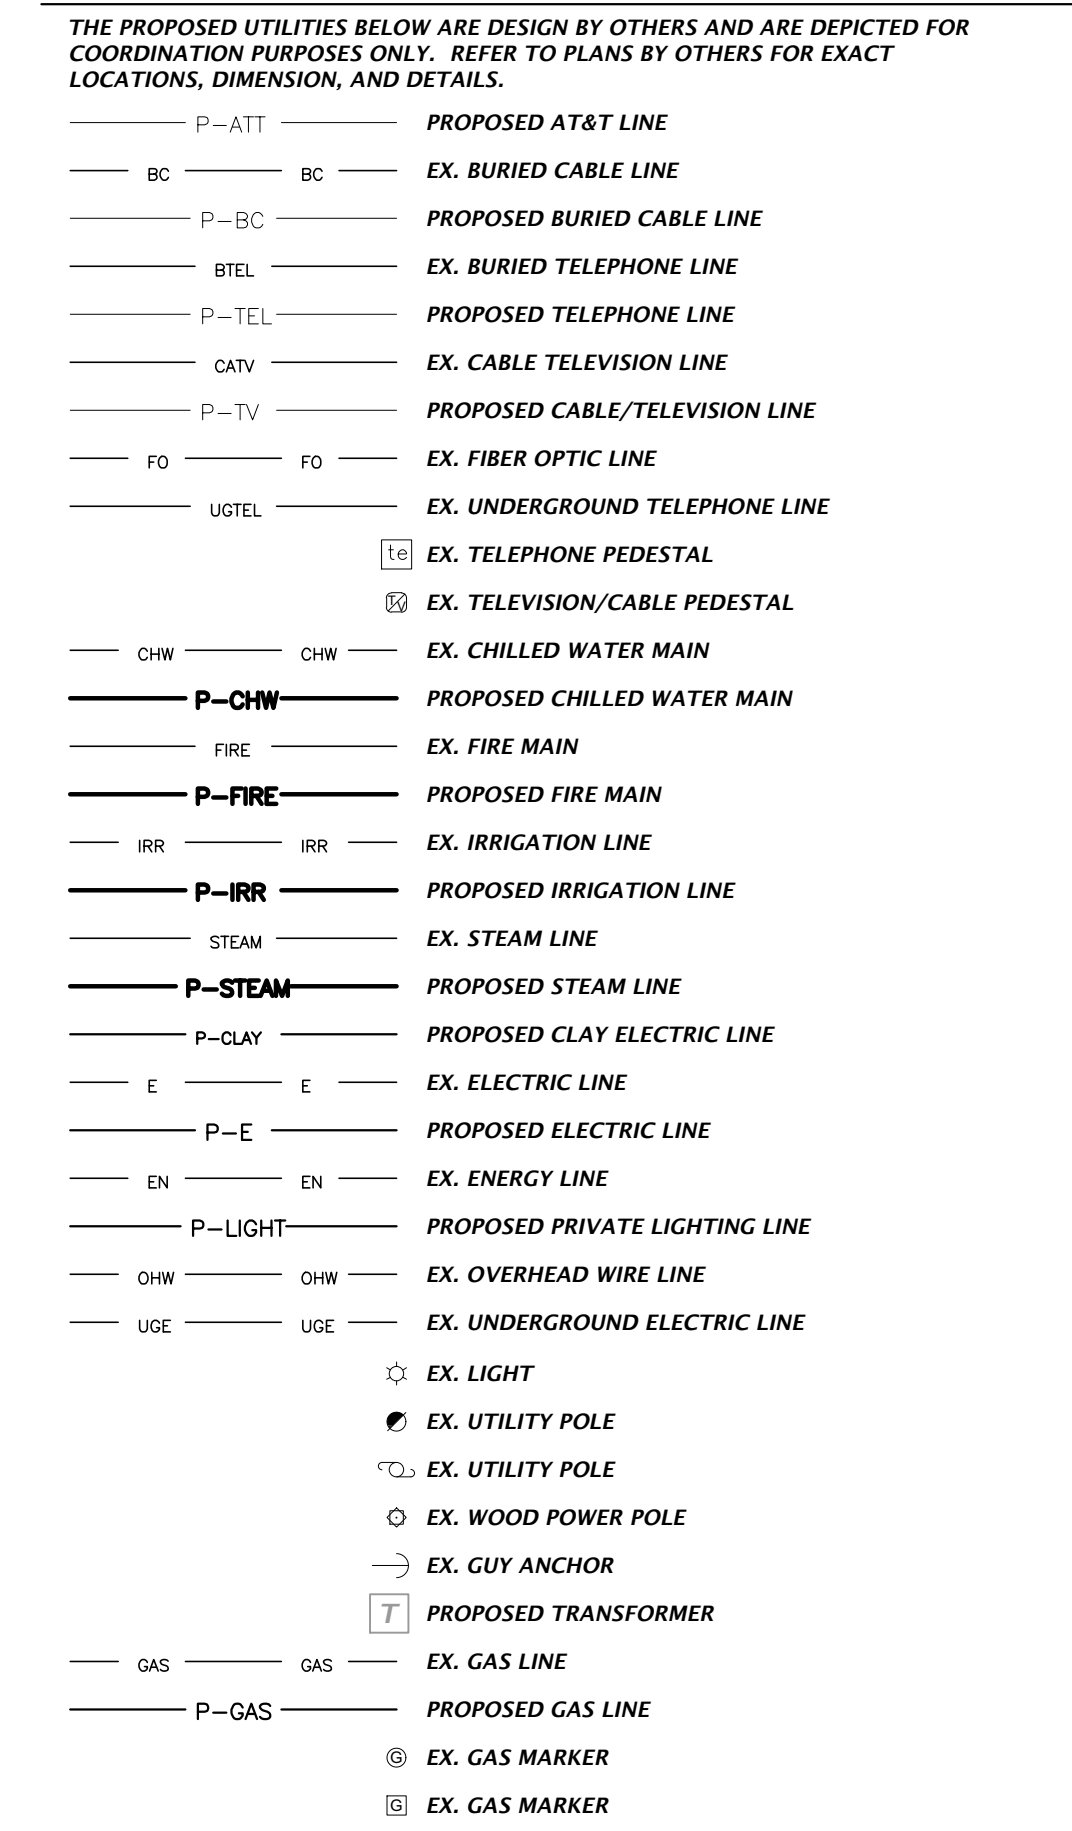 THE PROPOSED UTILITIES BELOW ARE DESIGN BY OTHERS AND ARE DEPICTED FOR
COORDINATION PURPOSES ONLY. REFER TO PLANS BY OTHERS FOR EXACT
LOCATIONS, DIMENSION, AND DETAILS.
P-ATT PROPOSED AT&T LINE
BC BC EX. BURIED CABLE LINE
P-BC PROPOSED BURIED CABLE LINE
BTEL EX. BURIED TELEPHONE LINE
P-TEL PROPOSED TELEPHONE LINE
CATV EX. CABLE TELEVISION LINE
P-TV PROPOSED CABLE/TELEVISION LINE
FO FO EX. FIBER OPTIC LINE
UGTEL EX. UNDERGROUND TELEPHONE LINE
te EX. TELEPHONE PEDESTAL
TV EX. TELEVISION/CABLE PEDESTAL
CHW CHW EX. CHILLED WATER MAIN
P-CHW PROPOSED CHILLED WATER MAIN
FIRE EX. FIRE MAIN
P-FIRE PROPOSED FIRE MAIN
IRR IRR EX. IRRIGATION LINE
P-IRR PROPOSED IRRIGATION LINE
STEAM EX. STEAM LINE
P-STEAM PROPOSED STEAM LINE
P-CLAY PROPOSED CLAY ELECTRIC LINE
E E EX. ELECTRIC LINE
P-E PROPOSED ELECTRIC LINE
EN EN EX. ENERGY LINE
P-LIGHT PROPOSED PRIVATE LIGHTING LINE
OHW OHW EX. OVERHEAD WIRE LINE
UGE UGE EX. UNDERGROUND ELECTRIC LINE
EX. LIGHT
EX. UTILITY POLE
EX. UTILITY POLE
EX. WOOD POWER POLE
EX. GUY ANCHOR
T PROPOSED TRANSFORMER
GAS GAS EX. GAS LINE
P-GAS PROPOSED GAS LINE
G EX. GAS MARKER
G EX. GAS MARKER